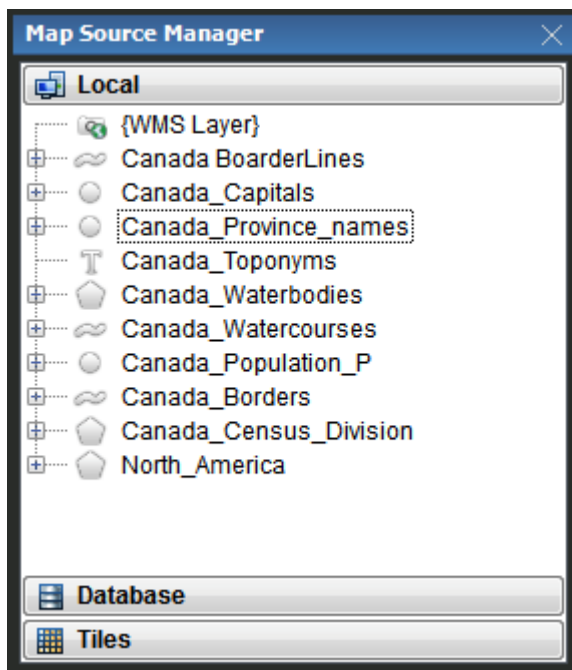 Map Source Manager
Local
{WMS Layer}
Canada BoarderLines
Canada_Capitals
Canada_Province_names
Canada_Toponyms
Canada_Waterbodies
Canada_Watercourses
Canada_Population_P
Canada_Borders
Canada_Census_Division
North_America
Database
Tiles